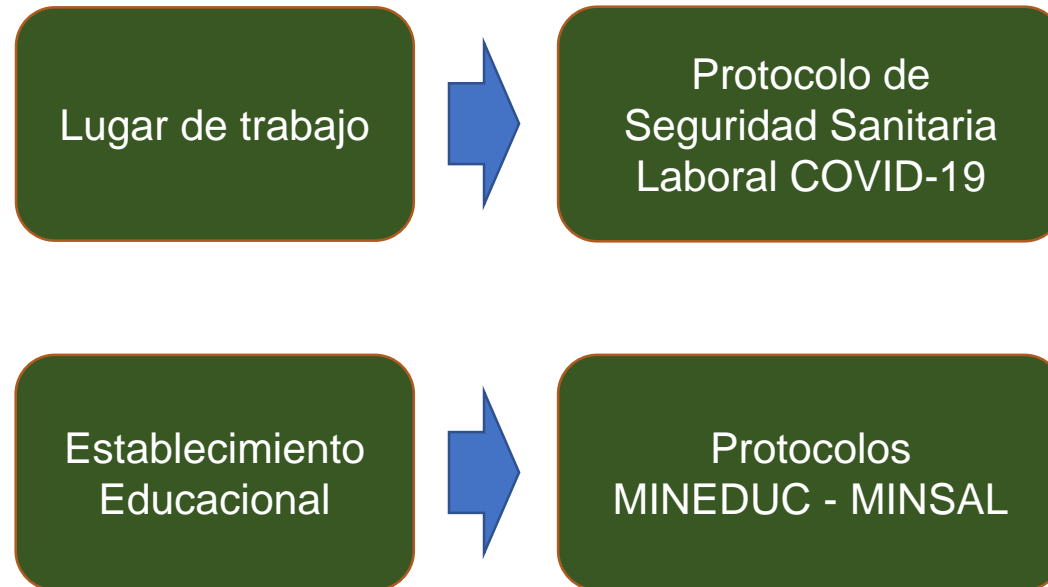 Lugar de trabajo
Protocolo de
Seguridad Sanitaria
Laboral COVID-19
Establecimiento
Educacional
Protocolos
MINEDUC - MINSAL